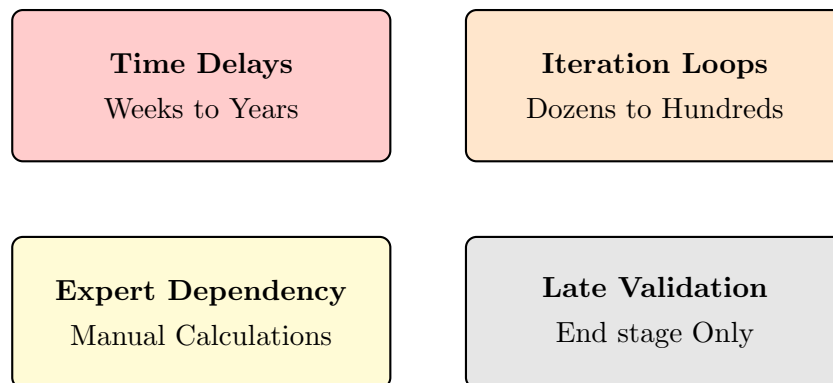 Time Delays
Weeks to Years
Iteration Loops
Dozens to Hundreds
Expert Dependency
Manual Calculations
Late Validation
End stage Only